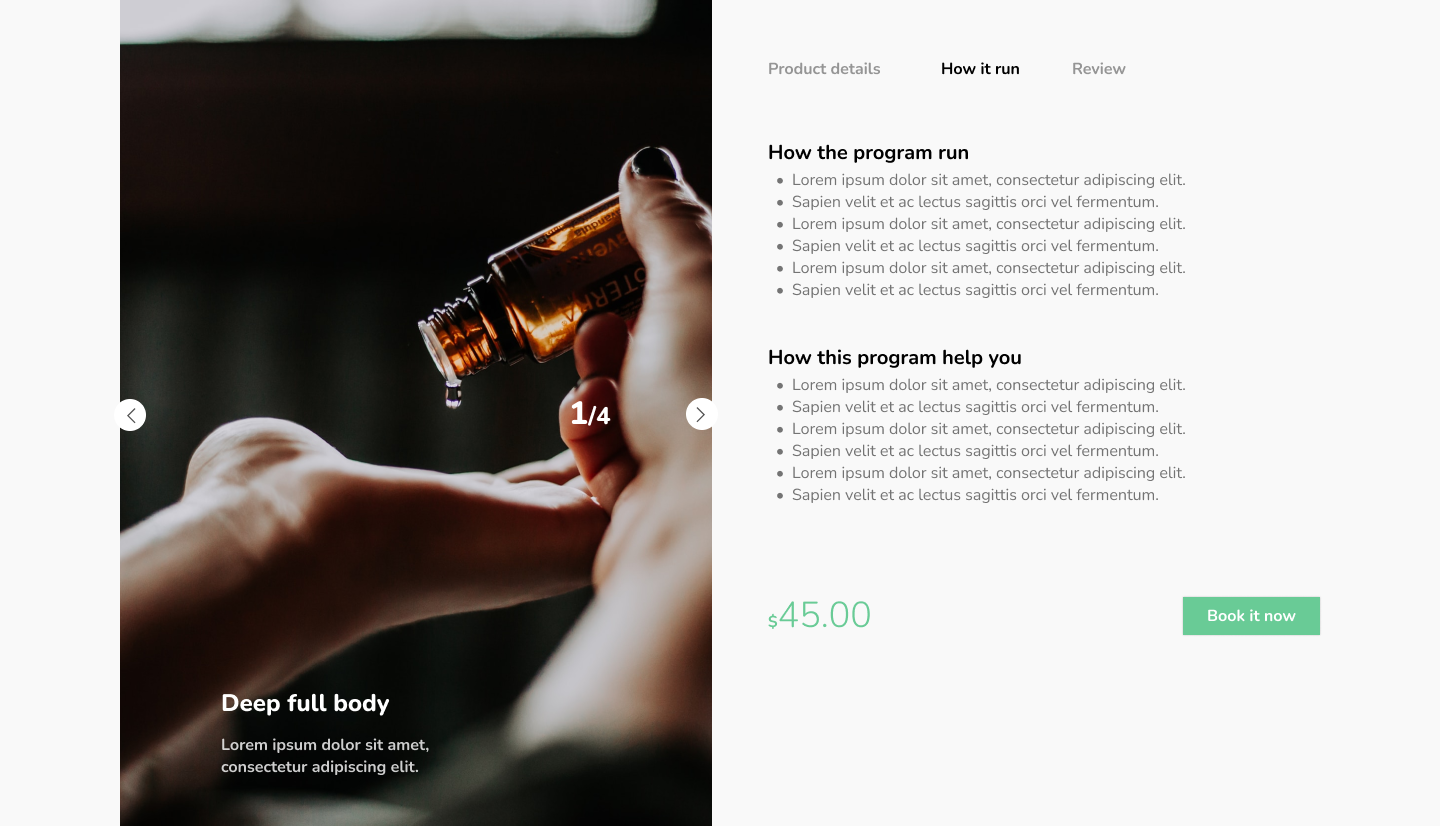 Product details
How it run
Review
How the program run
• Lorem ipsum dolor sit amet, consectetur adipiscing elit.
• Sapien velit et ac lectus sagittis orci vel fermentum.
• Lorem ipsum dolor sit amet, consectetur adipiscing elit.
• Sapien velit et ac lectus sagittis orci vel fermentum.
• Lorem ipsum dolor sit amet, consectetur adipiscing elit.
• Sapien velit et ac lectus sagittis orci vel fermentum.
How this program help you
• Lorem ipsum dolor sit amet, consectetur adipiscing elit.
• Sapien velit et ac lectus sagittis orci vel fermentum.
• Lorem ipsum dolor sit amet, consectetur adipiscing elit.
• Sapien velit et ac lectus sagittis orci vel fermentum.
• Lorem ipsum dolor sit amet, consectetur adipiscing elit.
• Sapien velit et ac lectus sagittis orci vel fermentum.
$45.00
Book it now
1/4
Deep full body
Lorem ipsum dolor sit amet,
consectetur adipiscing elit.